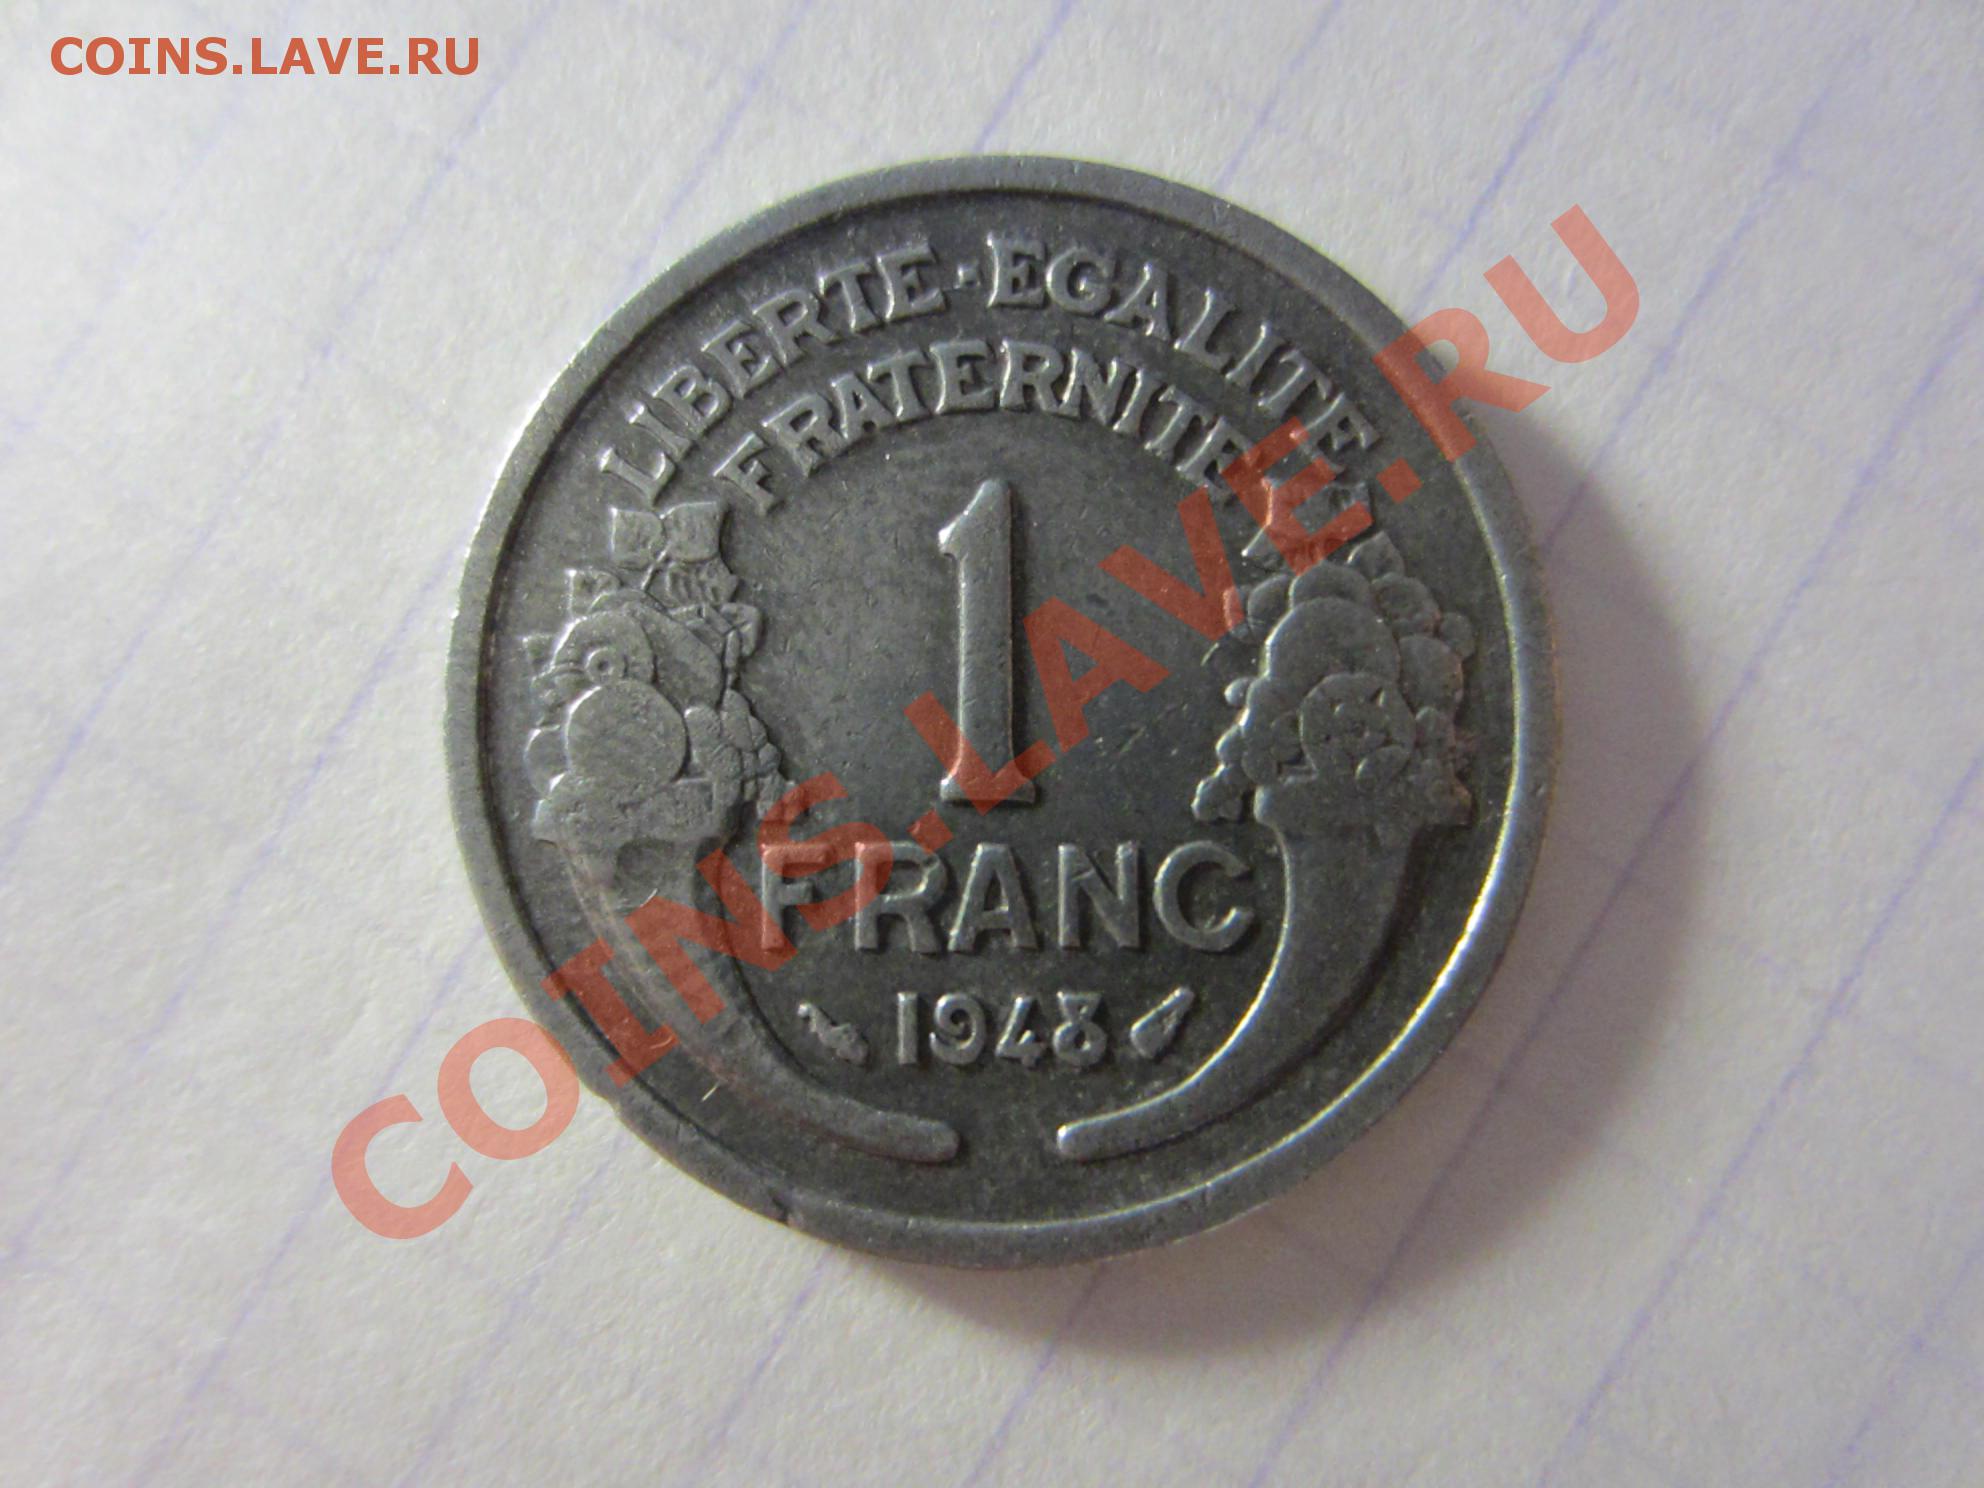 COINS.LAVE.RU
LIBERTE·EGALITE
FRATERNITE
1
FRANC
1948
COINS.LAVE.RU